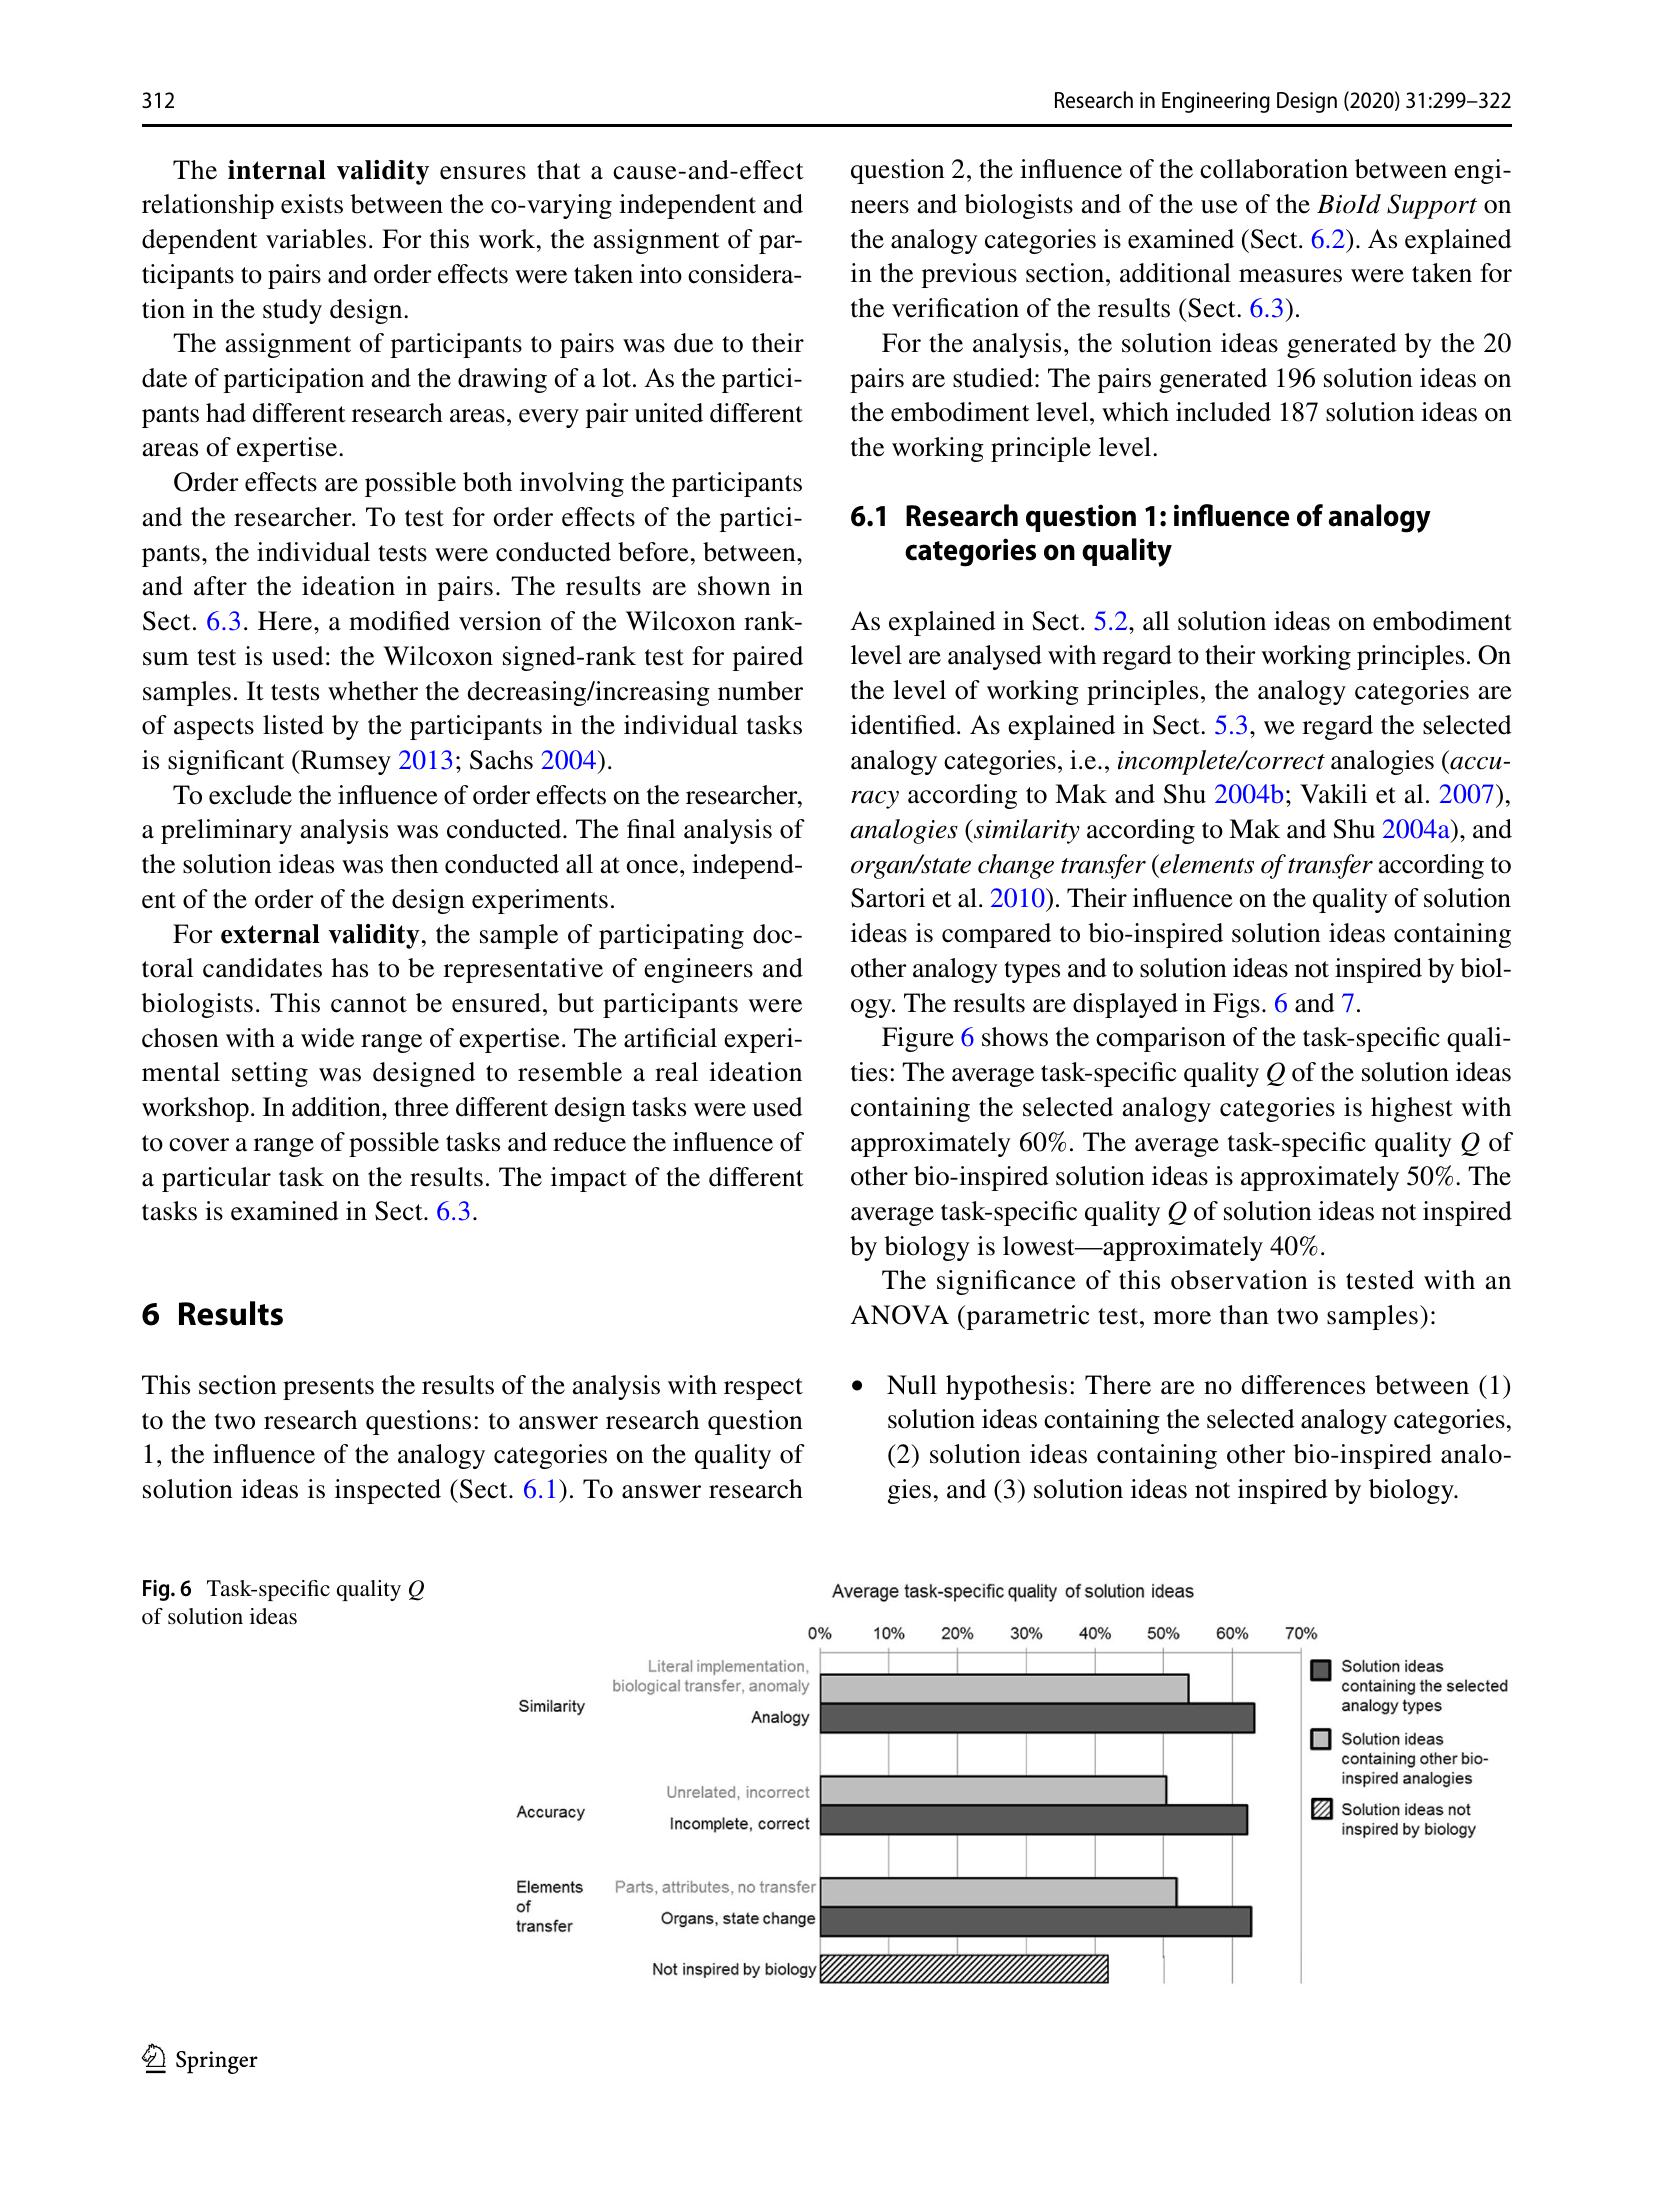 312
Research in Engineering Design (2020) 31:299–322
The internal validity ensures that a cause-and-effect
relationship exists between the co-varying independent and
dependent variables. For this work, the assignment of par-
ticipants to pairs and order effects were taken into considera-
tion in the study design.
The assignment of participants to pairs was due to their
date of participation and the drawing of a lot. As the partici-
pants had different research areas, every pair united different
areas of expertise.
Order effects are possible both involving the participants
and the researcher. To test for order effects of the partici-
pants, the individual tests were conducted before, between,
and after the ideation in pairs. The results are shown in
Sect. 6.3. Here, a modified version of the Wilcoxon rank-
sum test is used: the Wilcoxon signed-rank test for paired
samples. It tests whether the decreasing/increasing number
of aspects listed by the participants in the individual tasks
is significant (Rumsey 2013; Sachs 2004).
To exclude the influence of order effects on the researcher,
a preliminary analysis was conducted. The final analysis of
the solution ideas was then conducted all at once, independ-
ent of the order of the design experiments.
For external validity, the sample of participating doc-
toral candidates has to be representative of engineers and
biologists. This cannot be ensured, but participants were
chosen with a wide range of expertise. The artificial experi-
mental setting was designed to resemble a real ideation
workshop. In addition, three different design tasks were used
to cover a range of possible tasks and reduce the influence of
a particular task on the results. The impact of the different
tasks is examined in Sect. 6.3.
6 Results
This section presents the results of the analysis with respect
to the two research questions: to answer research question
1, the influence of the analogy categories on the quality of
solution ideas is inspected (Sect. 6.1). To answer research
question 2, the influence of the collaboration between engi-
neers and biologists and of the use of the BioId Support on
the analogy categories is examined (Sect. 6.2). As explained
in the previous section, additional measures were taken for
the verification of the results (Sect. 6.3).
For the analysis, the solution ideas generated by the 20
pairs are studied: The pairs generated 196 solution ideas on
the embodiment level, which included 187 solution ideas on
the working principle level.
6.1 Research question 1: influence of analogy
categories on quality
As explained in Sect. 5.2, all solution ideas on embodiment
level are analysed with regard to their working principles. On
the level of working principles, the analogy categories are
identified. As explained in Sect. 5.3, we regard the selected
analogy categories, i.e., incomplete/correct analogies (accu-
racy according to Mak and Shu 2004b; Vakili et al. 2007),
analogies (similarity according to Mak and Shu 2004a), and
organ/state change transfer (elements of transfer according to
Sartori et al. 2010). Their influence on the quality of solution
ideas is compared to bio-inspired solution ideas containing
other analogy types and to solution ideas not inspired by biol-
ogy. The results are displayed in Figs. 6 and 7.
Figure 6 shows the comparison of the task-specific quali-
ties: The average task-specific quality Q of the solution ideas
containing the selected analogy categories is highest with
approximately 60%. The average task-specific quality Q of
other bio-inspired solution ideas is approximately 50%. The
average task-specific quality Q of solution ideas not inspired
by biology is lowest—approximately 40%.
The significance of this observation is tested with an
ANOVA (parametric test, more than two samples):
• Null hypothesis: There are no differences between (1)
solution ideas containing the selected analogy categories,
(2) solution ideas containing other bio-inspired analo-
gies, and (3) solution ideas not inspired by biology.
Fig. 6 Task-specific quality Q
of solution ideas
Average task-specific quality of solution ideas
0% 10% 20% 30% 40% 50% 60% 70%
Similarity
Literal implementation,
biological transfer, anomaly
Analogy
Accuracy
Unrelated, incorrect
Incomplete, correct
Elements
of
transfer
Parts, attributes, no transfer
Organs, state change
Not inspired by biology
Solution ideas
containing the selected
analogy types
Solution ideas
containing other bio-
inspired analogies
Solution ideas not
inspired by biology
Springer